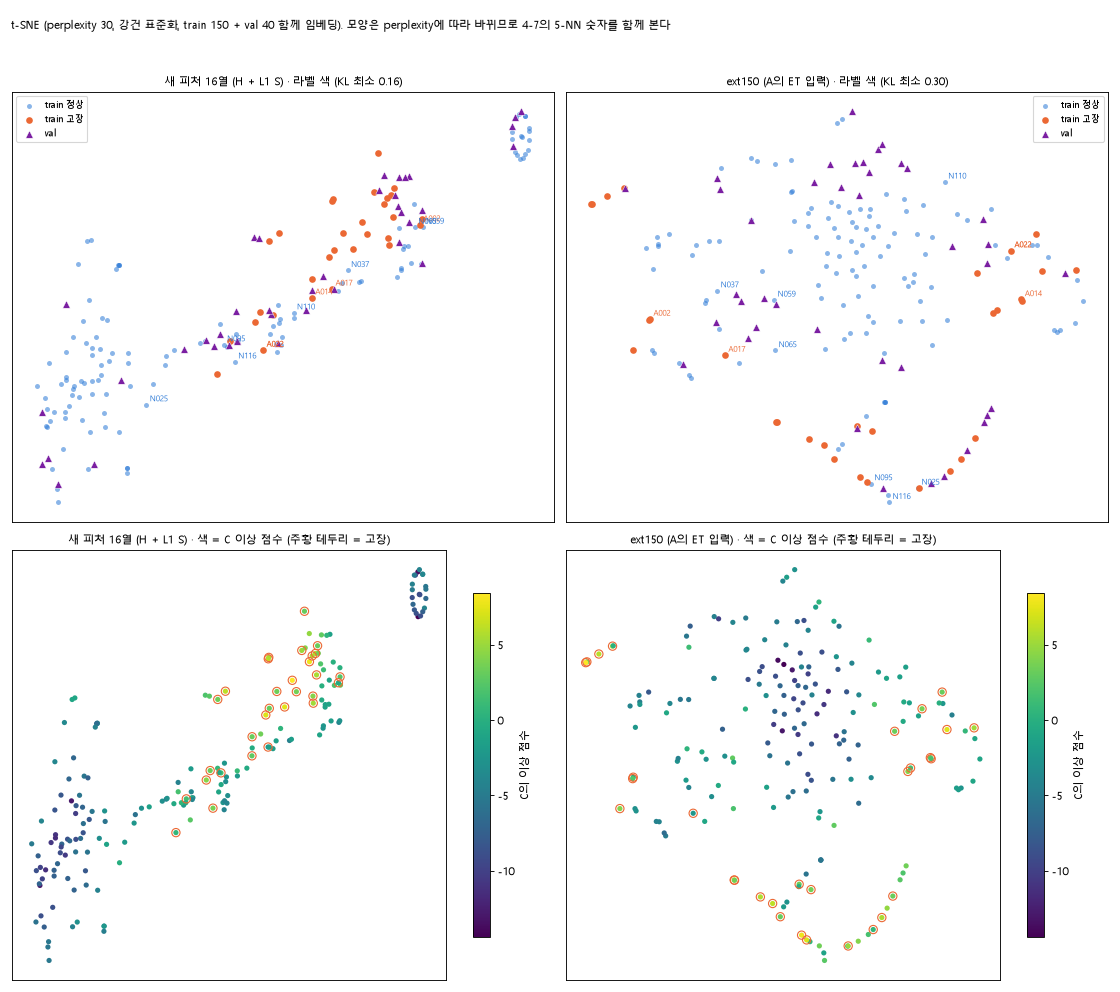 t-SNE (perplexity 30, 강건 표준화, train 150 + val 40 함께 임베딩). 모양은 perplexity에 따라 바뀌므로 4-7의 5-NN 숫자를 함께 본다
새 피처 16열 (H + L1 S) · 라벨 색 (KL 최소 0.16)
train 정상
train 고장
val
N037
A017
N110
N116
N025
ext150 (A의 ET 입력) · 라벨 색 (KL 최소 0.30)
train 정상
train 고장
val
N110
A022
N037
N059
A014
A002
N065
A017
N095
N025
N116
새 피처 16열 (H + L1 S) · 색 = C 이상 점수 (주황 테두리 = 고장)
5
0
-5
-10
C의 이상 점수
ext150 (A의 ET 입력) · 색 = C 이상 점수 (주황 테두리 = 고장)
5
0
-5
-10
C의 이상 점수